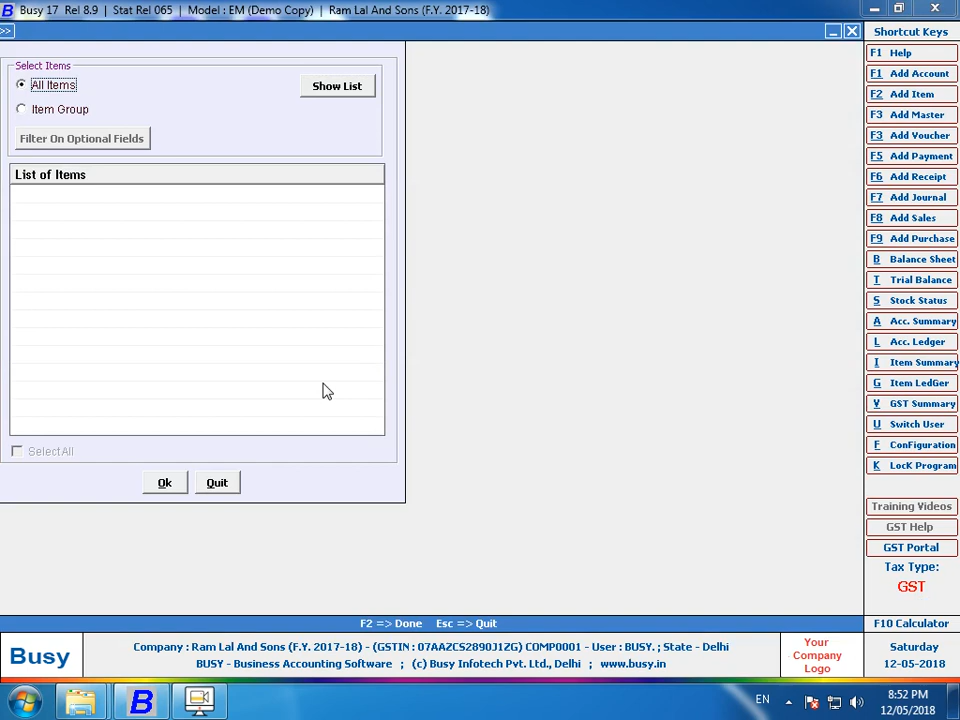 Busy 17 Rel 8.9 | Stat Rel 065 | Model : EM (Demo Copy) | Ram Lal And Sons (F.Y. 2017-18)
>>
Shortcut Keys
Select Items
All Items
Show List
Item Group
Filter On Optional Fields
List of Items
Select All
Ok
Quit
F1 Help
F1 Add Account
F2 Add Item
F3 Add Master
F3 Add Voucher
F5 Add Payment
F6 Add Receipt
F7 Add Journal
F8 Add Sales
F9 Add Purchase
B Balance Sheet
T Trial Balance
S Stock Status
A Acc. Summary
L Acc. Ledger
I Item Summary
G Item LedGer
Y GST Summary
U Switch User
F ConFiguration
K LocK Program
Training Videos
GST Help
GST Portal
Tax Type:
GST
F2 => Done Esc => Quit
F10 Calculator
Busy
Company : Ram Lal And Sons (F.Y. 2017-18) - (GSTIN : 07AAZCS2890J1ZG) COMP0001 - User : BUSY. ; State - Delhi
BUSY - Business Accounting Software ; (c) Busy Infotech Pvt. Ltd., Delhi ; www.busy.in
Your
Company
Logo
Saturday
12-05-2018
B
EN
8:52 PM
12/05/2018